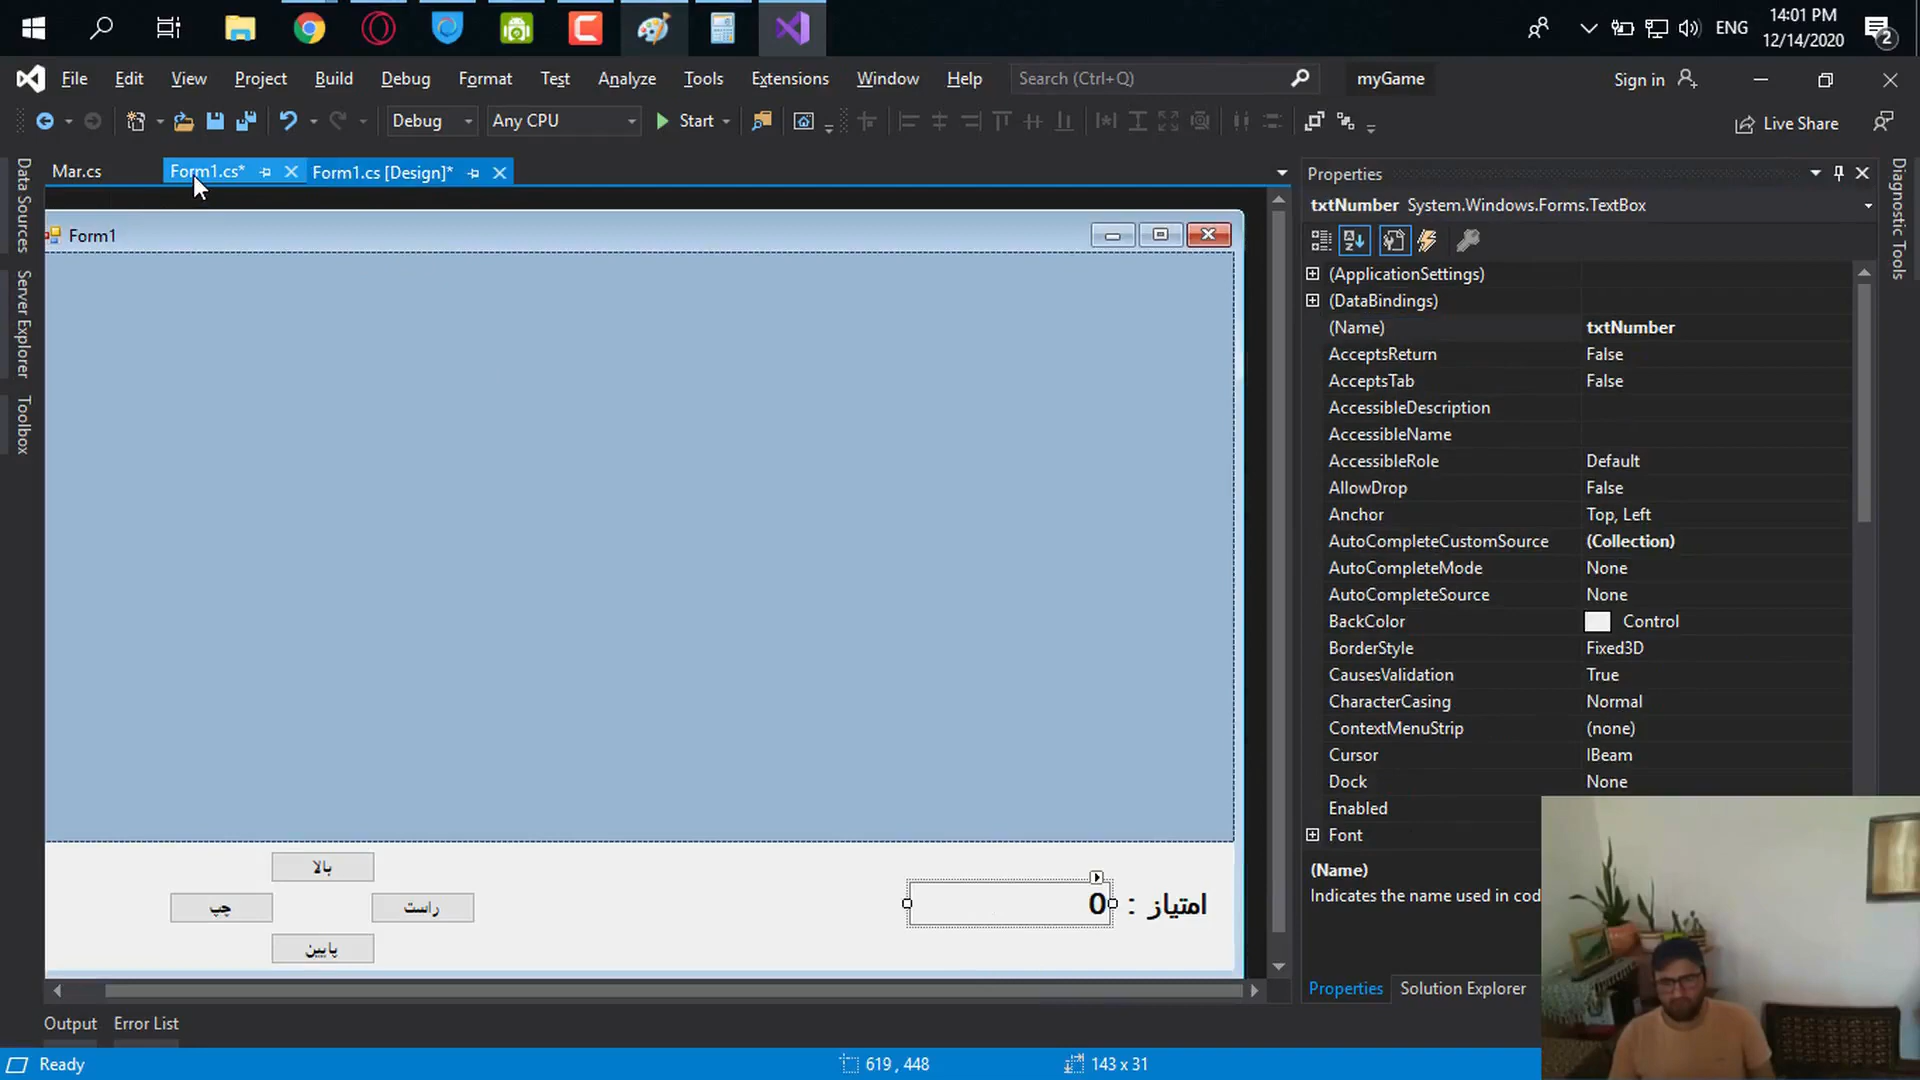 ENG
14:01 PM
12/14/2020
2
File Edit View Project Build Debug Format Test Analyze Tools Extensions Window Help
Search (Ctrl+Q)
myGame
Sign in
Debug
Any CPU
Start
Live Share
Mar.cs
Form1.cs*
Form1.cs [Design]*
Data Sources
Server Explorer
Toolbox
Form1
بالا
چپ
راست
پایین
امتیاز :
0
Properties
txtNumber System.Windows.Forms.TextBox
(ApplicationSettings)
(DataBindings)
(Name) txtNumber
AcceptsReturn False
AcceptsTab False
AccessibleDescription
AccessibleName
AccessibleRole Default
AllowDrop False
Anchor Top, Left
AutoCompleteCustomSource (Collection)
AutoCompleteMode None
AutoCompleteSource None
BackColor Control
BorderStyle Fixed3D
CausesValidation True
CharacterCasing Normal
ContextMenuStrip (none)
Cursor IBeam
Dock None
Enabled
Font
(Name)
Indicates the name used in cod
Properties Solution Explorer
Diagnostic Tools
Output Error List
Ready
619 , 448
143 x 31